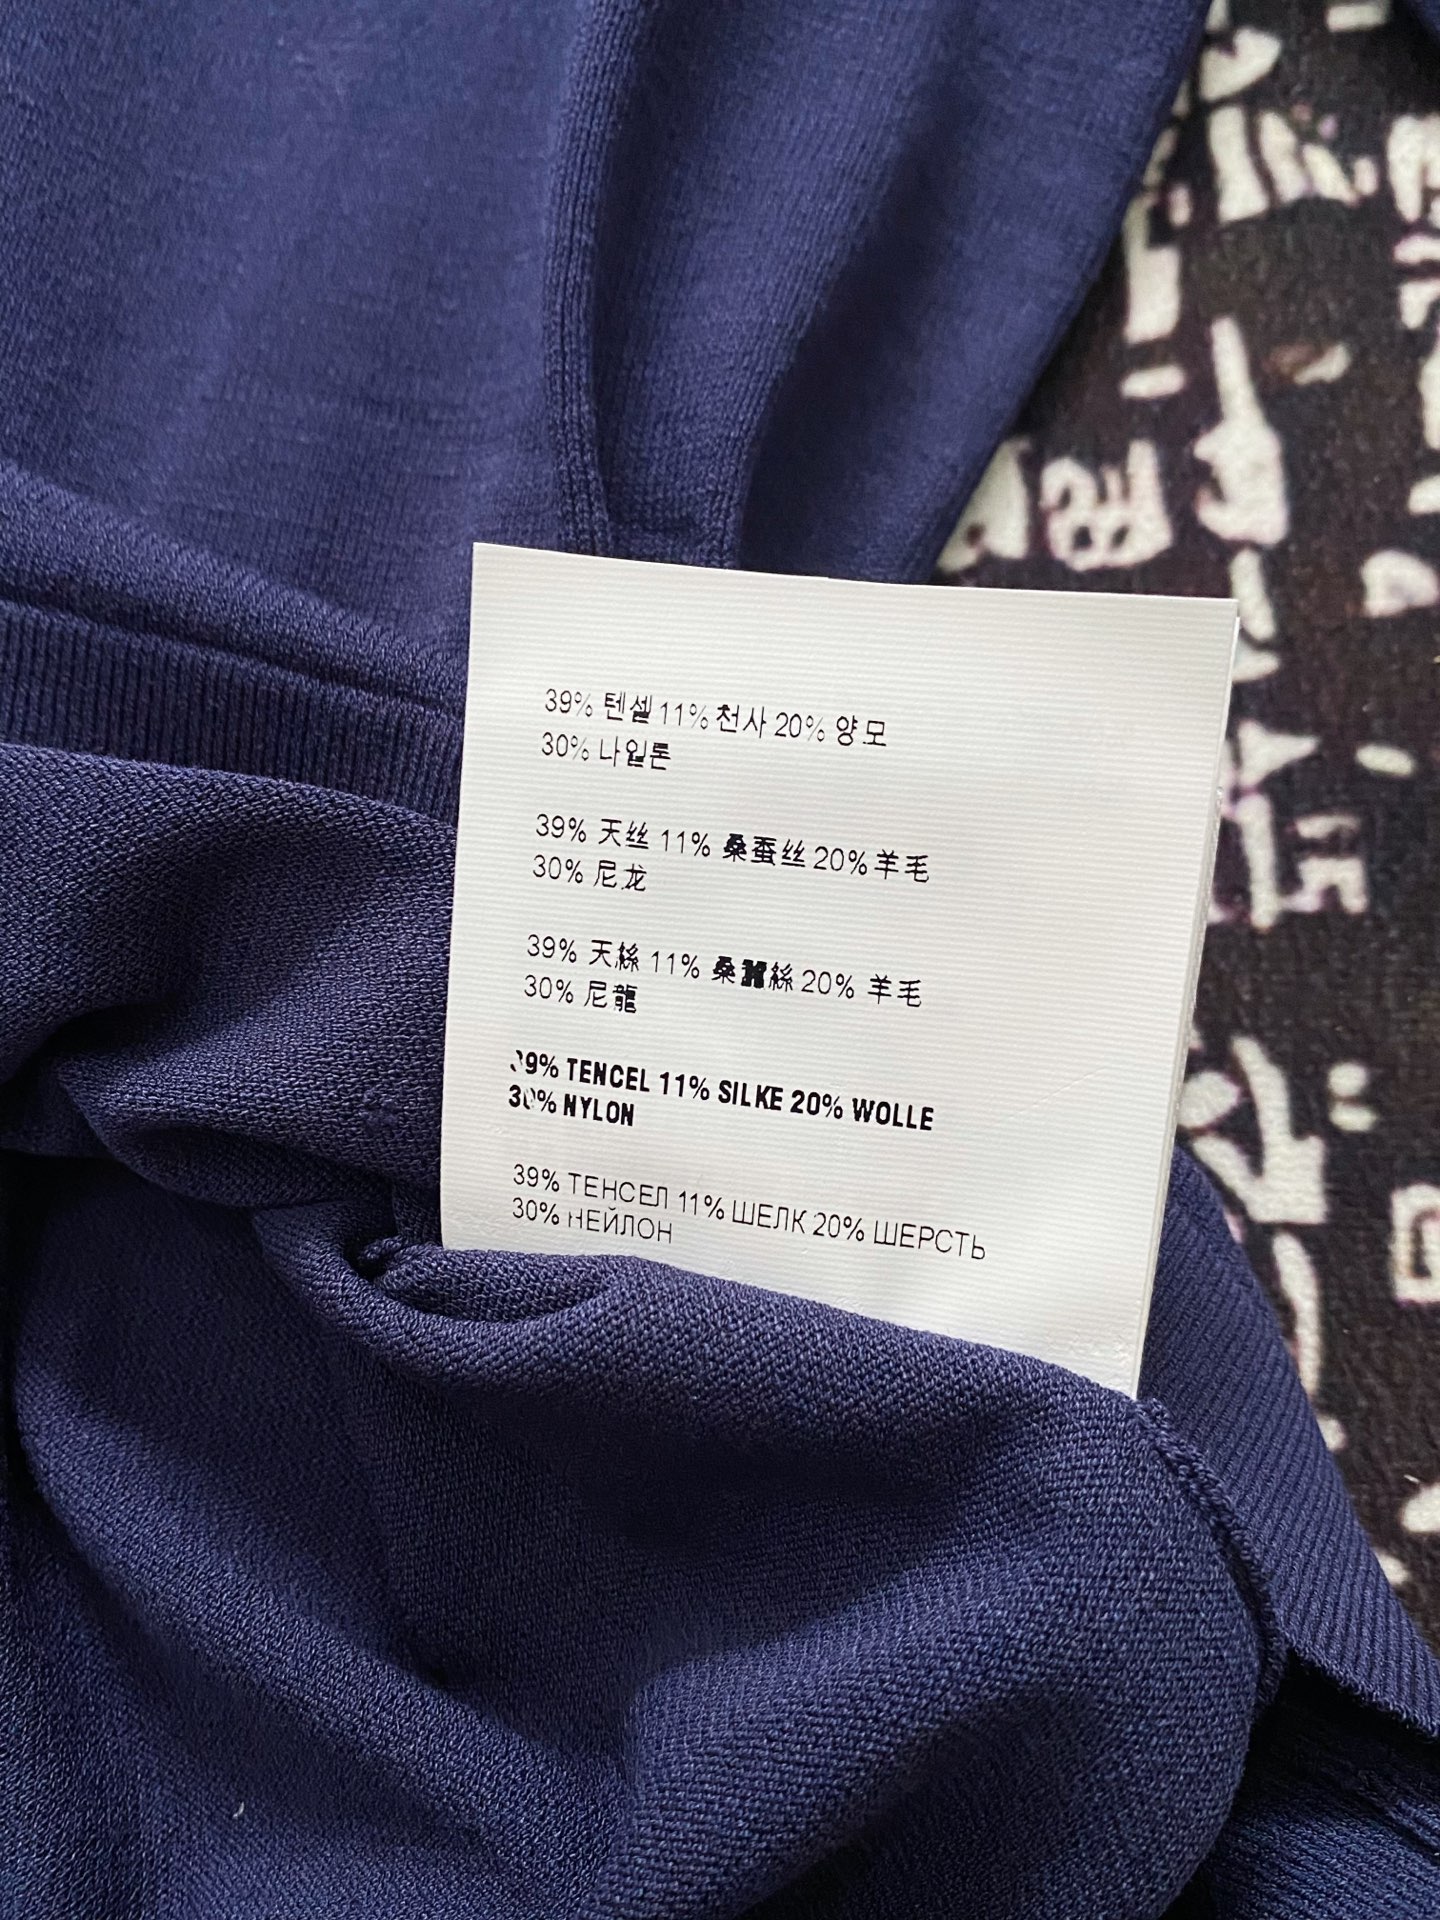 39% 텐셀 11% 천사 20% 양모
30% 나일론
39% 天丝 11% 桑蚕丝 20% 羊毛
30% 尼龙
39% 天絲 11% 桑 絲 20% 羊毛
30% 尼龍
39% TENCEL 11% SILKE 20% WOLLE
30% NYLON
39% ТЕНСЕЛ 11% ШЕЛК 20% ШЕРСТЬ
30% НЕЙЛОН